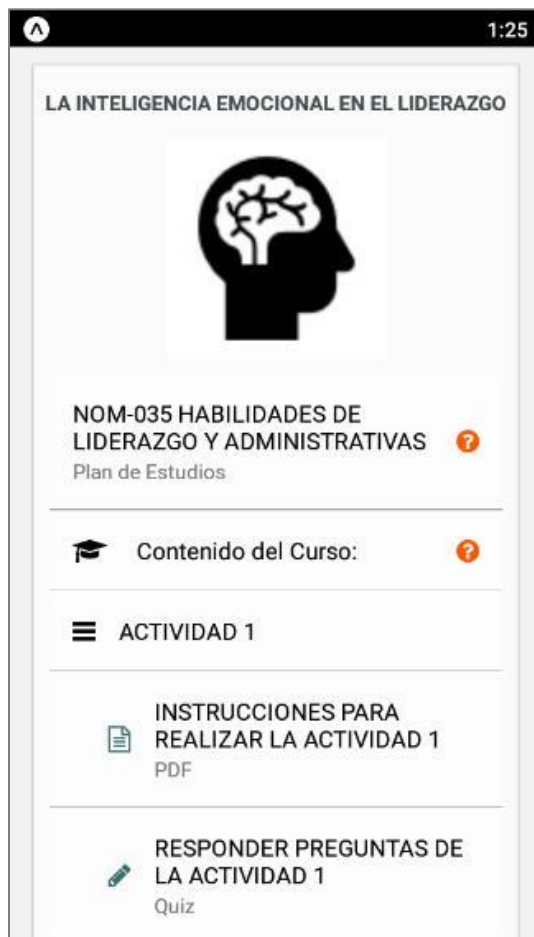 1:25
LA INTELIGENCIA EMOCIONAL EN EL LIDERAZGO
NOM-035 HABILIDADES DE
LIDERAZGO Y ADMINISTRATIVAS
Plan de Estudios
Contenido del Curso:
ACTIVIDAD 1
INSTRUCCIONES PARA
REALIZAR LA ACTIVIDAD 1
PDF
RESPONDER PREGUNTAS DE
LA ACTIVIDAD 1
Quiz